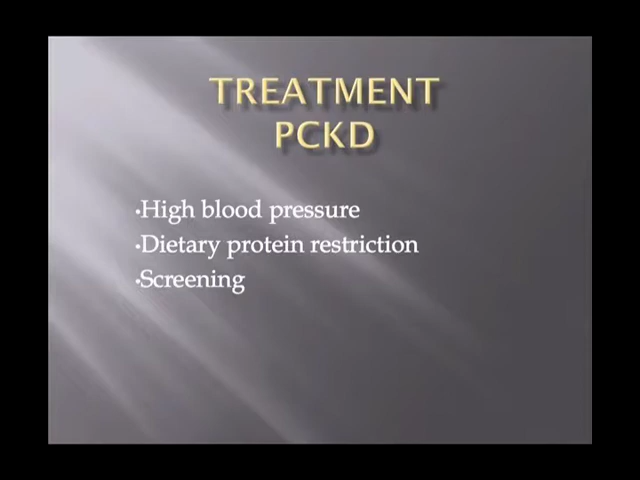 TREATMENT
PCKD
•High blood pressure
•Dietary protein restriction
•Screening